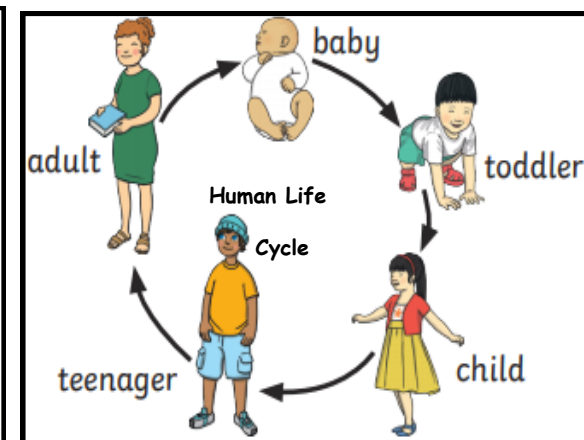 baby
adult
toddler
Human Life
Cycle
teenager
child